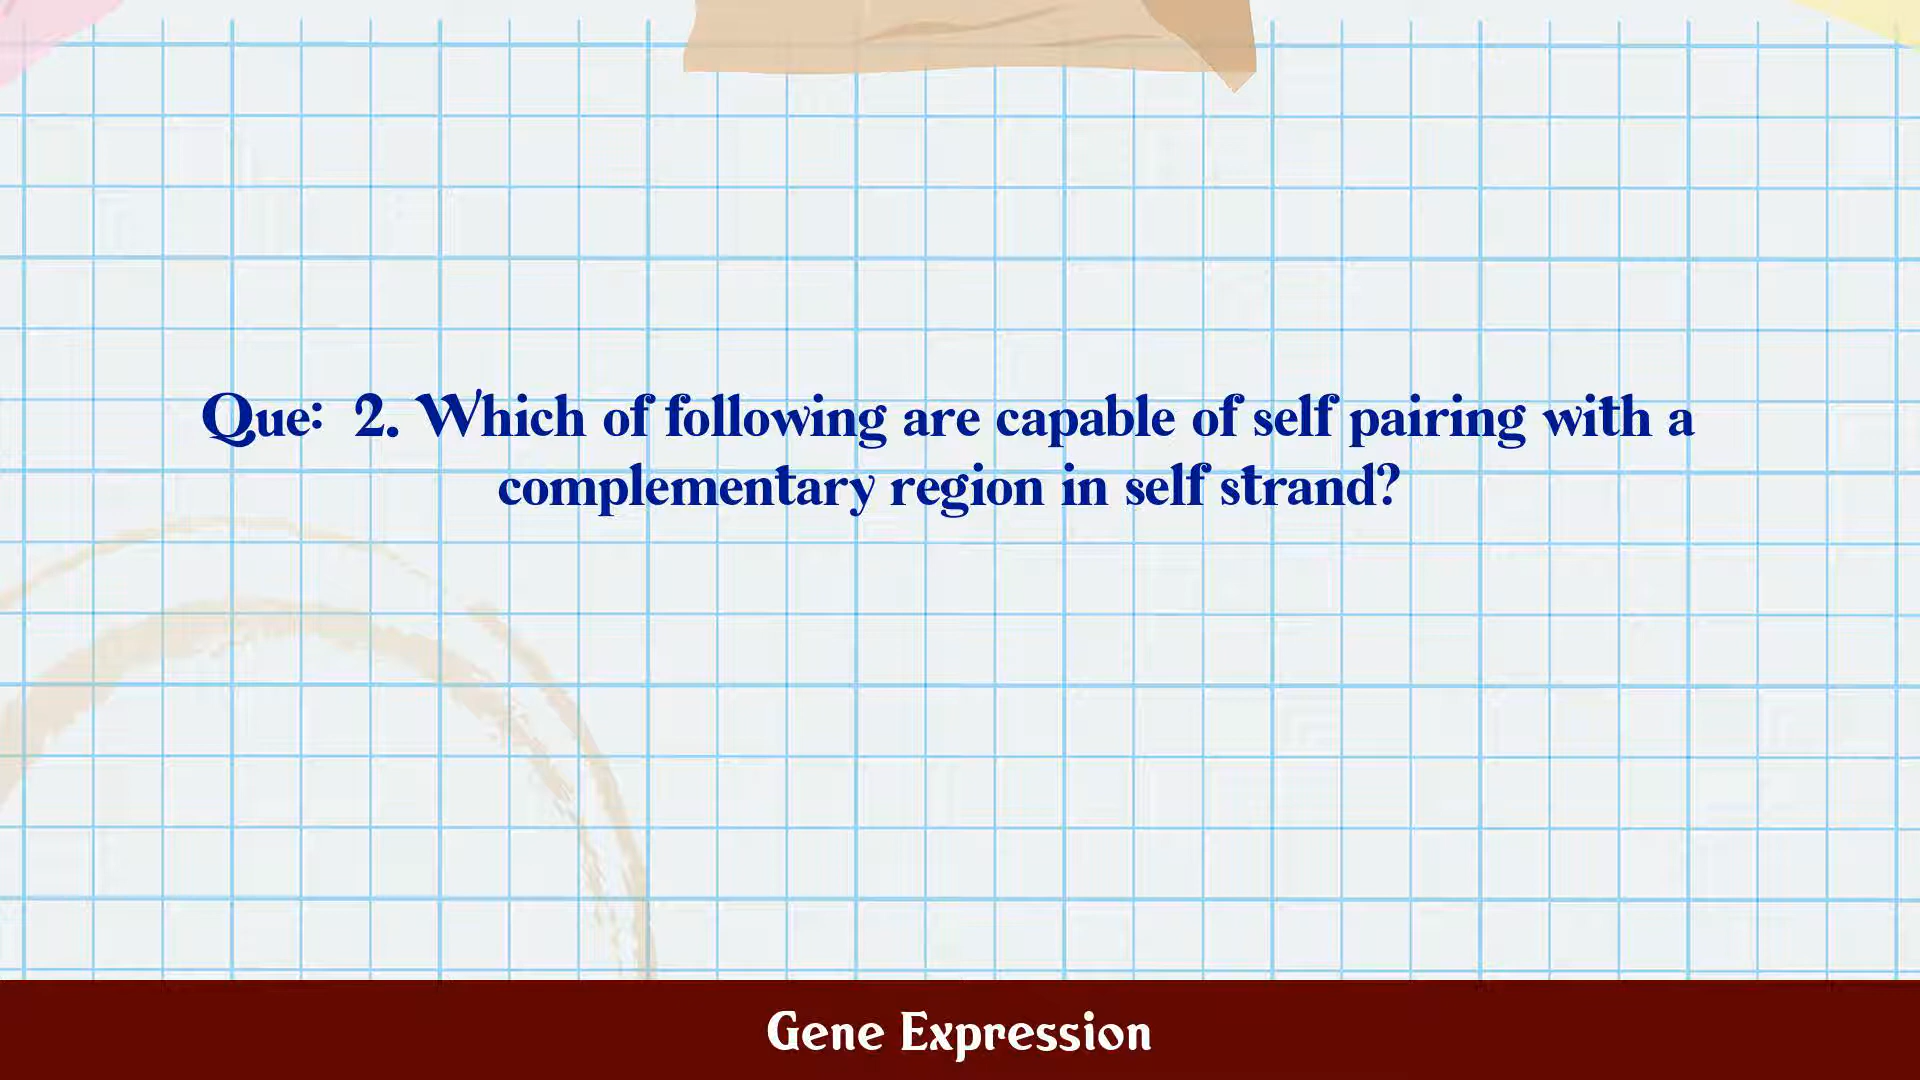 Que: 2. Which of following are capable of self pairing with a
complementary region in self strand?
Gene Expression